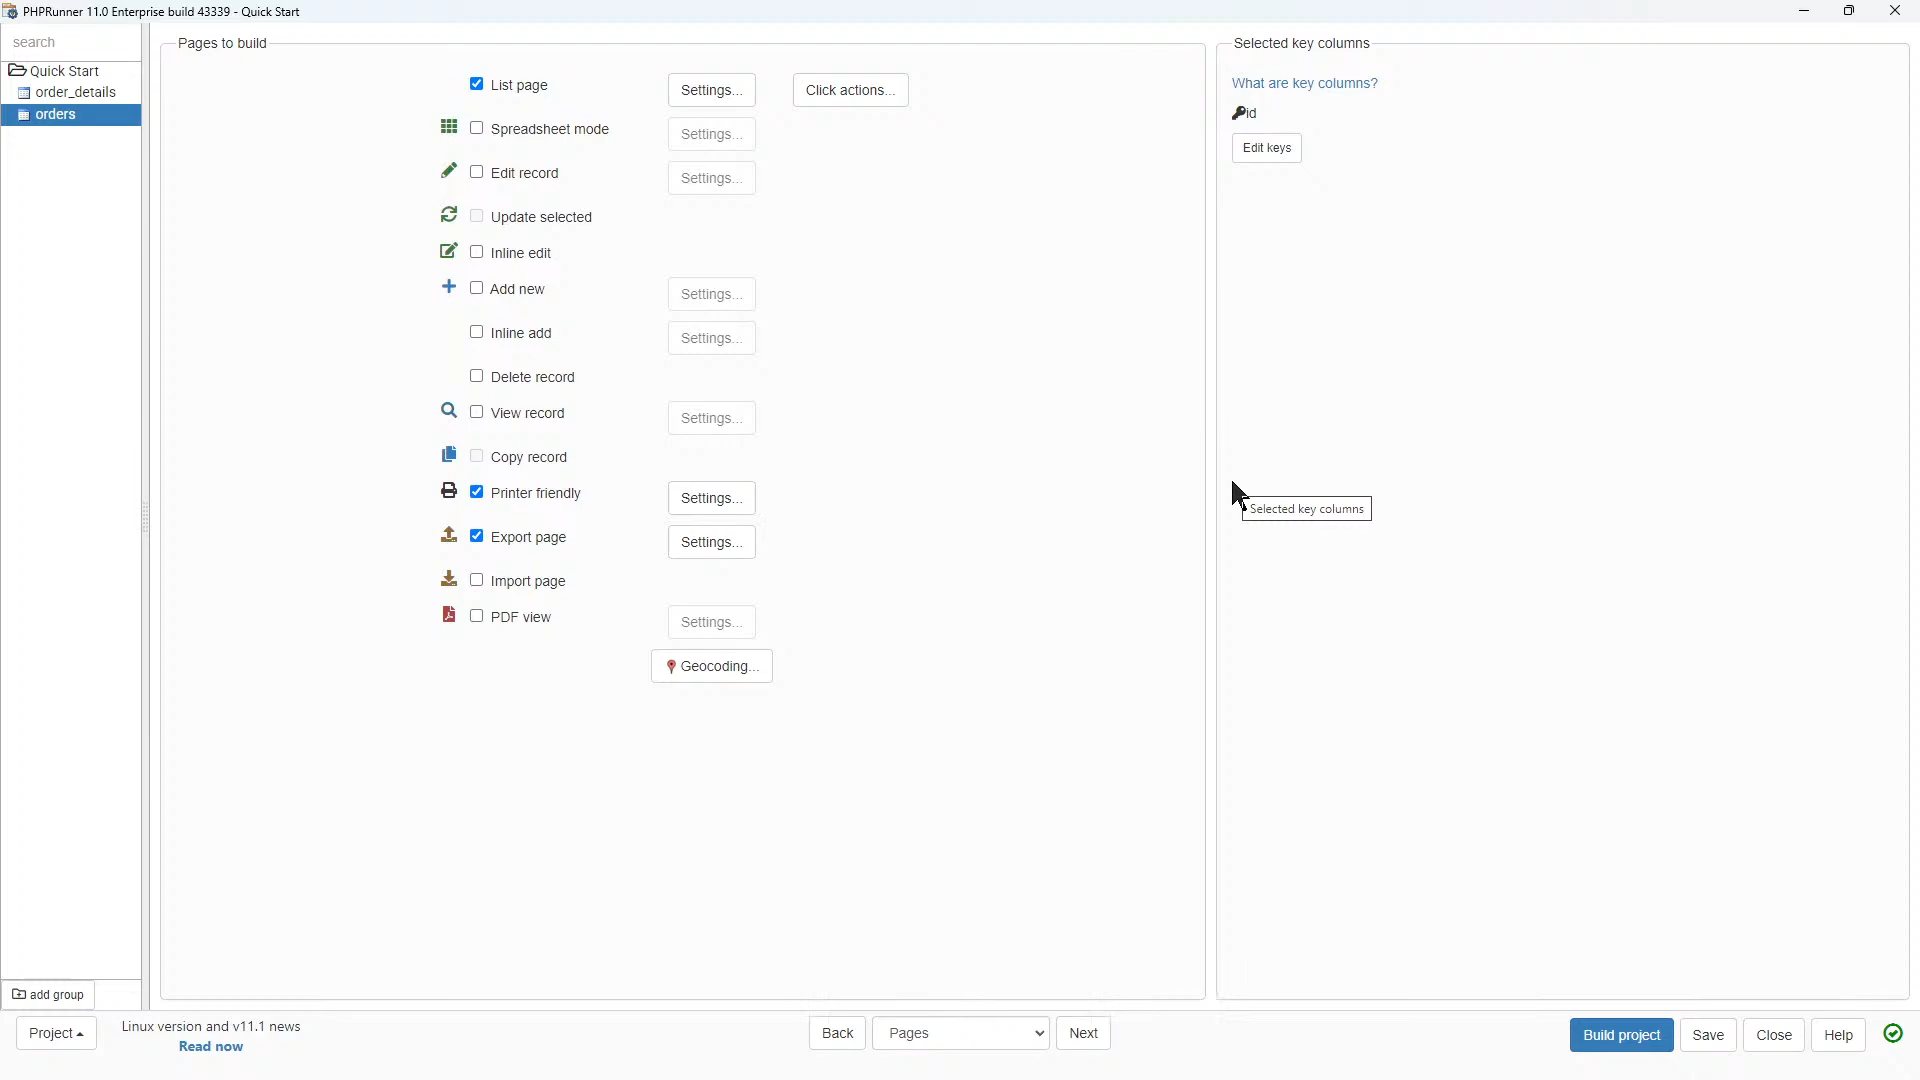 PHPRunner 11.0 Enterprise build 43339 - Quick Start
search
Quick Start
order_details
orders
add group
Pages to build
List page Settings... Click actions...
Spreadsheet mode Settings...
Edit record Settings...
Update selected
Inline edit
Add new Settings...
Inline add Settings...
Delete record
View record Settings...
Copy record
Printer friendly Settings...
Export page Settings...
Import page
PDF view Settings...
Geocoding...
Selected key columns
What are key columns?
id
Edit keys
Selected key columns
Project
Linux version and v11.1 news
Read now
Back Pages Next
Build project Save Close Help